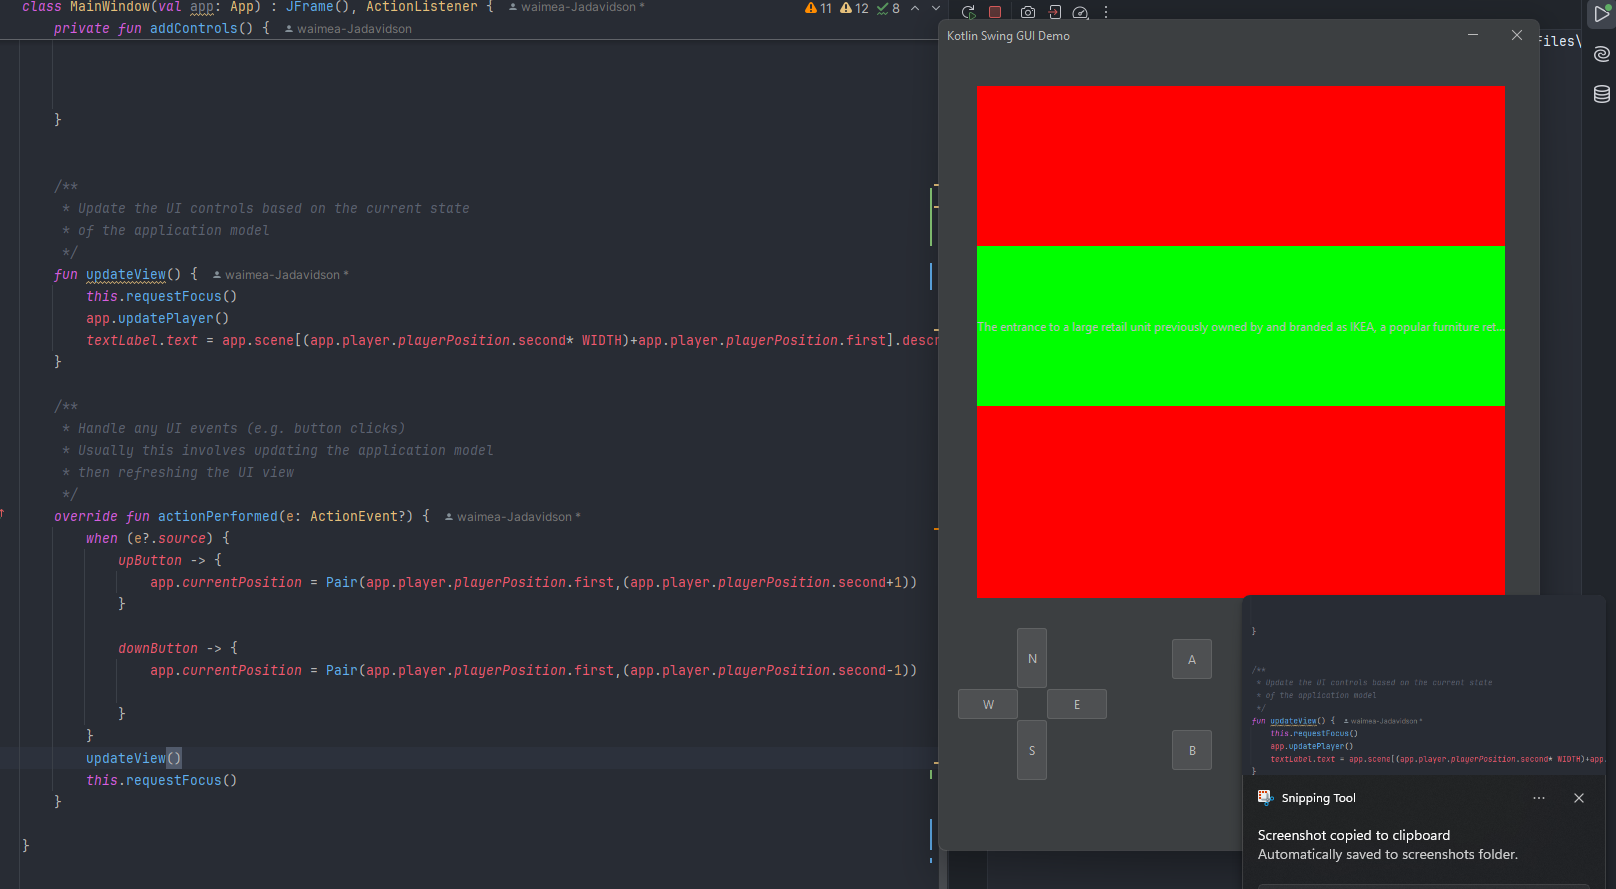 class MainWindow(val app: App) : JFrame(), ActionListener { waimea-Jadavidson *
11 12 8
private fun addControls() { waimea-Jadavidson
}
/**
* Update the UI controls based on the current state
* of the application model
*/
fun updateView() { waimea-Jadavidson *
this.requestFocus()
app.updatePlayer()
textLabel.text = app.scene[(app.player.playerPosition.second* WIDTH)+app.player.playerPosition.first].descr
}
/**
* Handle any UI events (e.g. button clicks)
* Usually this involves updating the application model
* then refreshing the UI view
*/
override fun actionPerformed(e: ActionEvent?) { waimea-Jadavidson *
when (e?.source) {
upButton -> {
app.currentPosition = Pair(app.player.playerPosition.first,(app.player.playerPosition.second+1))
}
downButton -> {
app.currentPosition = Pair(app.player.playerPosition.first,(app.player.playerPosition.second-1))
}
}
updateView()
this.requestFocus()
}
}
Kotlin Swing GUI Demo
Files\
The entrance to a large retail unit previously owned by and branded as IKEA, a popular furniture ret...
N
A
W
E
S
B
}
/**
* Update the UI controls based on the current state
* of the application model
*/
fun updateView() { waimea-Jadavidson *
this.requestFocus()
app.updatePlayer()
textLabel.text = app.scene[(app.player.playerPosition.second* WIDTH)+app.
}
Snipping Tool
Screenshot copied to clipboard
Automatically saved to screenshots folder.